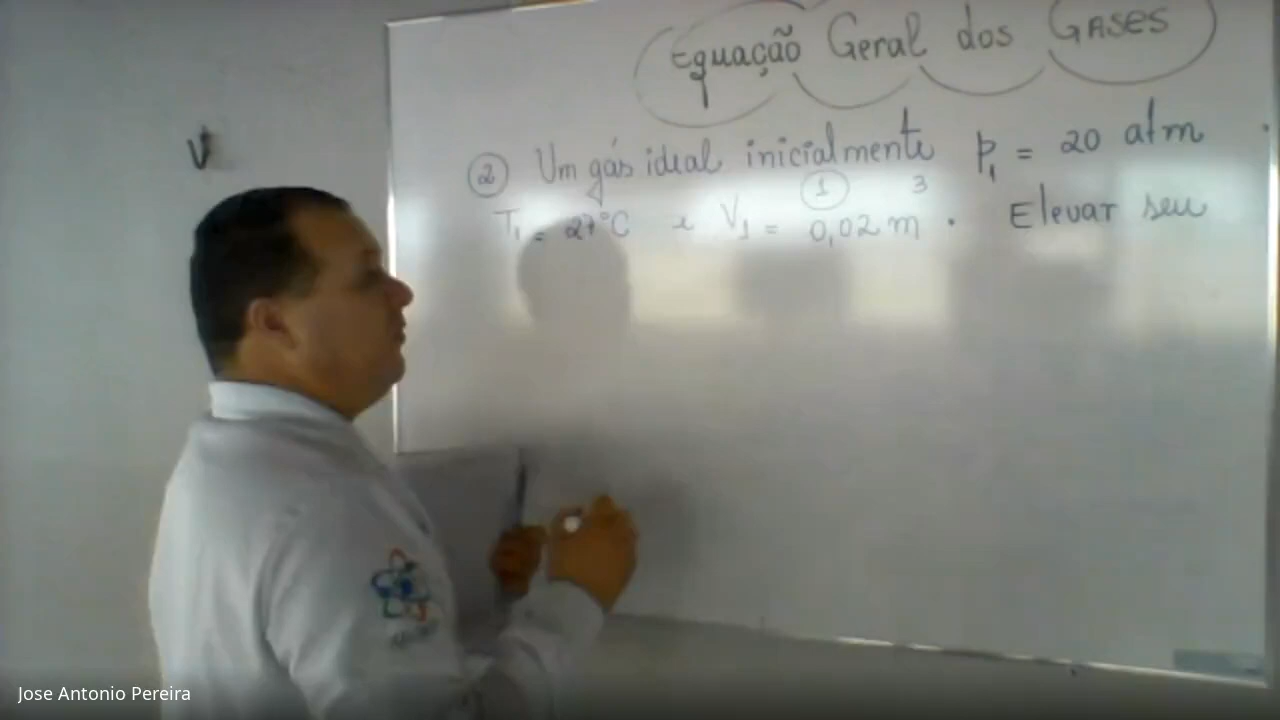 Equação Geral dos GASES
② Um gás ideal inicialmente p₁ = 20 atm
①
T₁ = 27°C e V₁ = 0,02 m³. Elevar seu
V
Jose Antonio Pereira